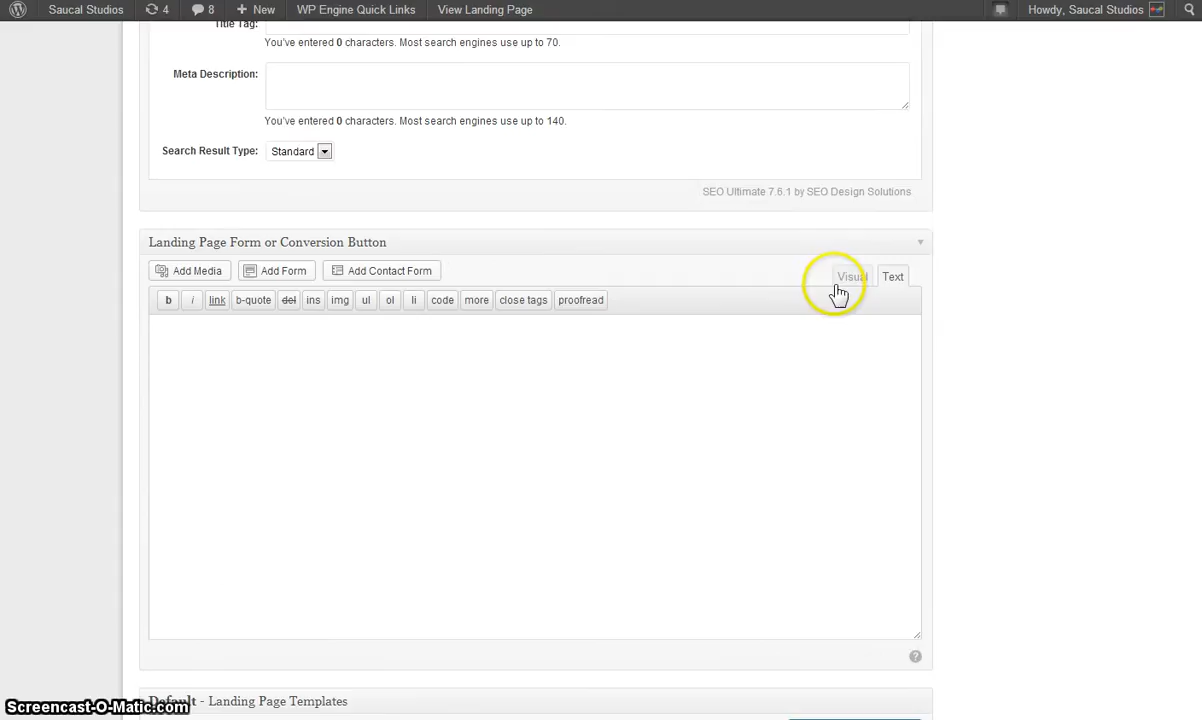 Saucal Studios 4 8 New WP Engine Quick Links View Landing Page Howdy, Saucal Studios
Title Tag:
You've entered 0 characters. Most search engines use up to 70.
Meta Description:
You've entered 0 characters. Most search engines use up to 140.
Search Result Type: Standard
SEO Ultimate 7.6.1 by SEO Design Solutions
Landing Page Form or Conversion Button
Add Media Add Form Add Contact Form Visual Text
b i link b-quote del ins img ul ol li code more close tags proofread
Default - Landing Page Templates
Screencast-O-Matic.com